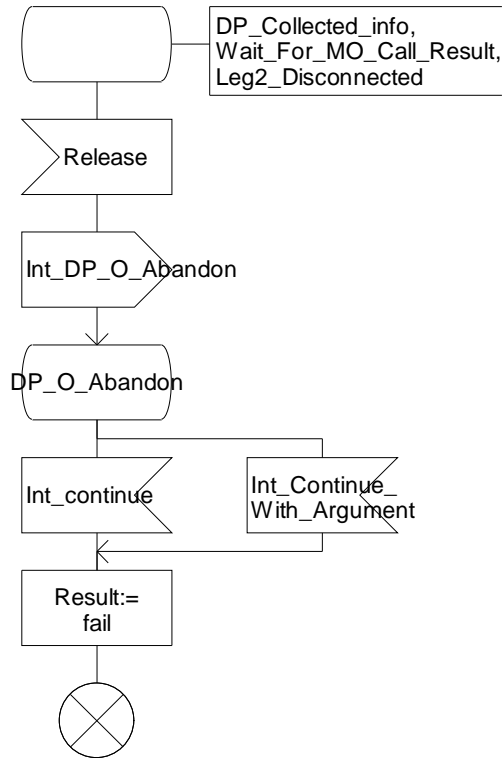 DP_Collected_info,
Wait_For_MO_Call_Result,
Leg2_Disconnected
Release
Int_DP_O_Abandon
DP_O_Abandon
Int_continue
Int_Continue_
With_Argument
Result:=
fail